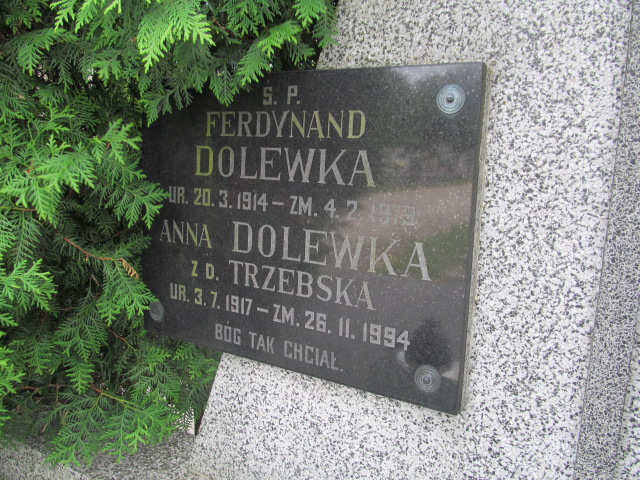 Ś. P.
FERDYNAND
DOLEWKA
UR. 20. 3. 1914 – ZM. 4. 2 1979
ANNA DOLEWKA
Z D. TRZEBSKA
UR. 3. 7. 1917 – ZM. 26. 11. 1994
BÓG TAK CHCIAŁ.